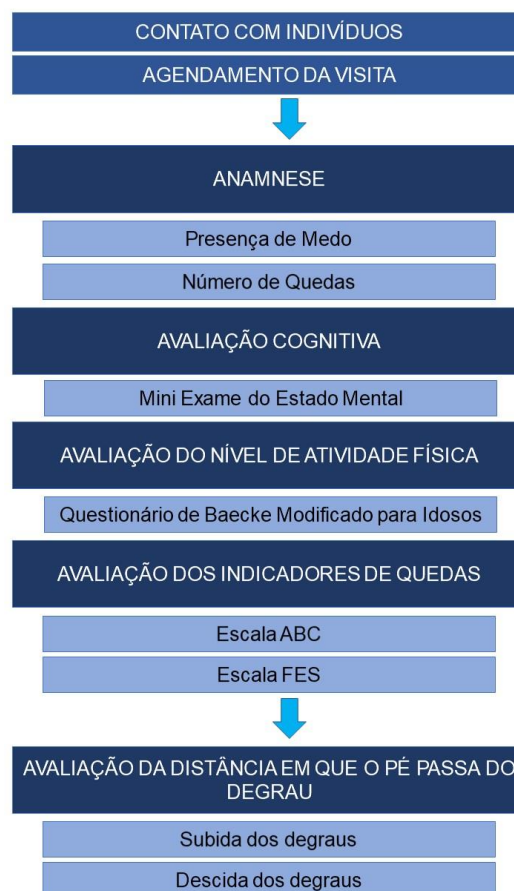 CONTATO COM INDIVÍDUOS
AGENDAMENTO DA VISITA
ANAMNESE
Presença de Medo
Número de Quedas
AVALIAÇÃO COGNITIVA
Mini Exame do Estado Mental
AVALIAÇÃO DO NÍVEL DE ATIVIDADE FÍSICA
Questionário de Baecke Modificado para Idosos
AVALIAÇÃO DOS INDICADORES DE QUEDAS
Escala ABC
Escala FES
AVALIAÇÃO DA DISTÂNCIA EM QUE O PÉ PASSA DO
DEGRAU
Subida dos degraus
Descida dos degraus